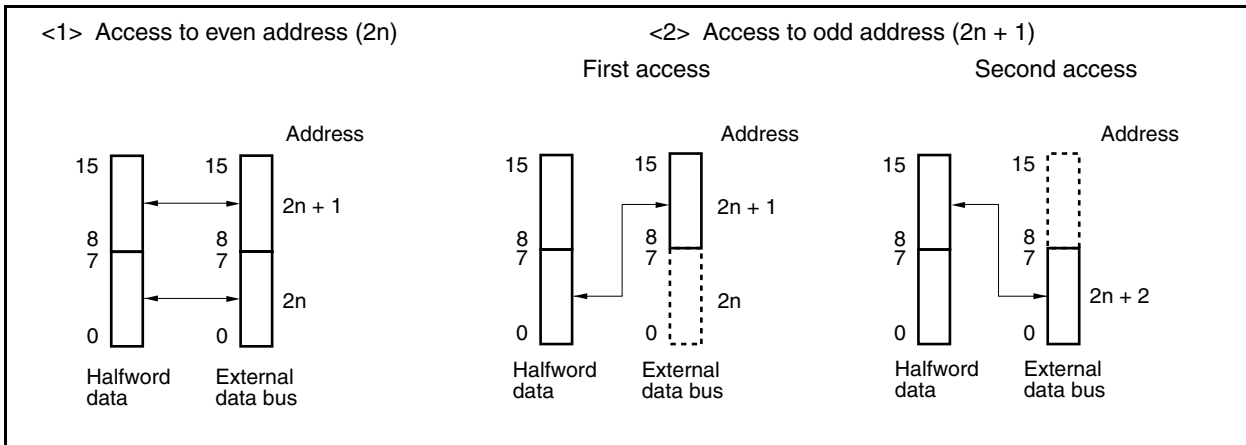 <1> Access to even address (2n)
<2> Access to odd address (2n + 1)
First access
Second access
Address
15
15
2n + 1
8
8
7
7
2n
0
0
Halfword
data
External
data bus
Address
15
15
2n + 1
8
8
7
7
2n
0
0
Halfword
data
External
data bus
Address
15
15
8
8
7
7
2n + 2
0
0
Halfword
data
External
data bus